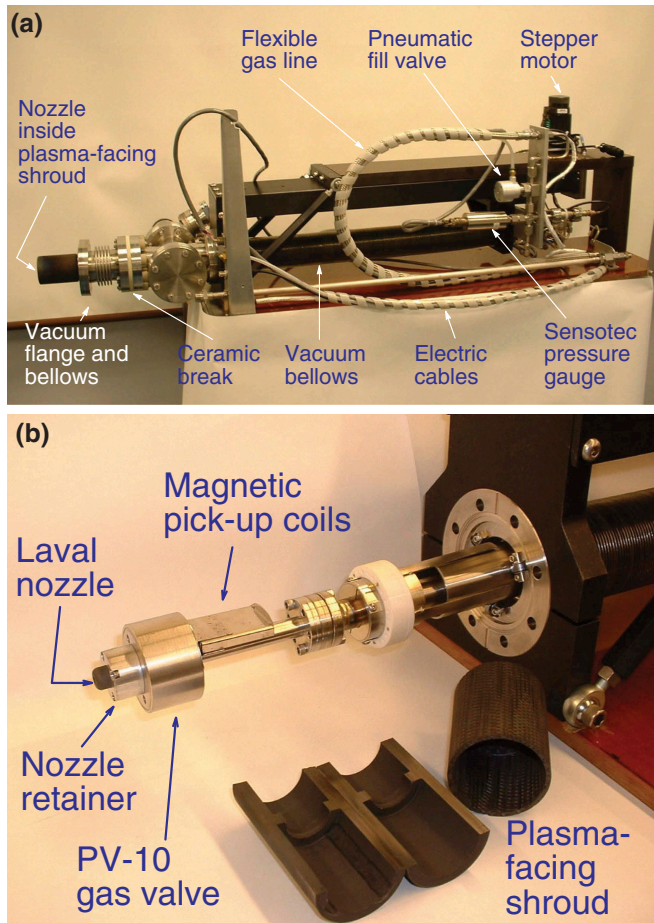 (a)
Flexible
gas line
Pneumatic
fill valve
Stepper
motor
Nozzle
inside
plasma-facing
shroud
Vacuum
flange and
bellows
Ceramic
break
Vacuum
bellows
Electric
cables
Sensotec
pressure
gauge
(b)
Magnetic
pick-up coils
Laval
nozzle
Nozzle
retainer
PV-10
gas valve
Plasma-
facing
shroud